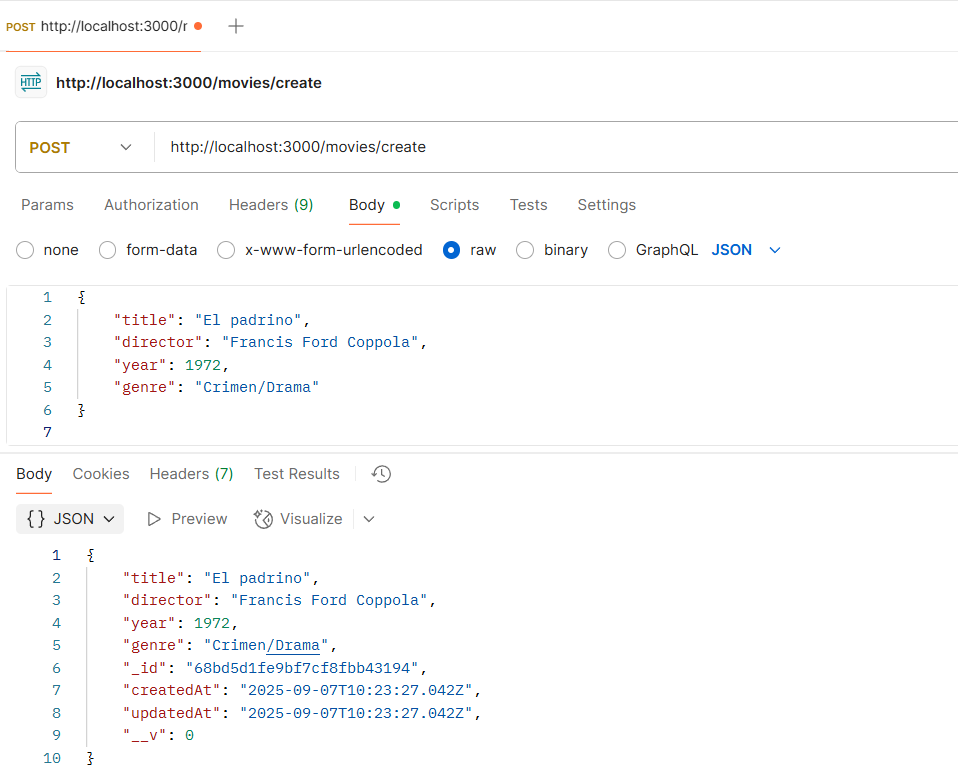 POST http://localhost:3000/r
HTTP http://localhost:3000/movies/create
POST http://localhost:3000/movies/create
Params Authorization Headers (9) Body Scripts Tests Settings
none form-data x-www-form-urlencoded raw binary GraphQL JSON
1 {
2 "title": "El padrino",
3 "director": "Francis Ford Coppola",
4 "year": 1972,
5 "genre": "Crimen/Drama"
6 }
7
Body Cookies Headers (7) Test Results
{} JSON Preview Visualize
1 {
2 "title": "El padrino",
3 "director": "Francis Ford Coppola",
4 "year": 1972,
5 "genre": "Crimen/Drama",
6 "_id": "68bd5d1fe9bf7cf8fbb43194",
7 "createdAt": "2025-09-07T10:23:27.042Z",
8 "updatedAt": "2025-09-07T10:23:27.042Z",
9 "__v": 0
10 }